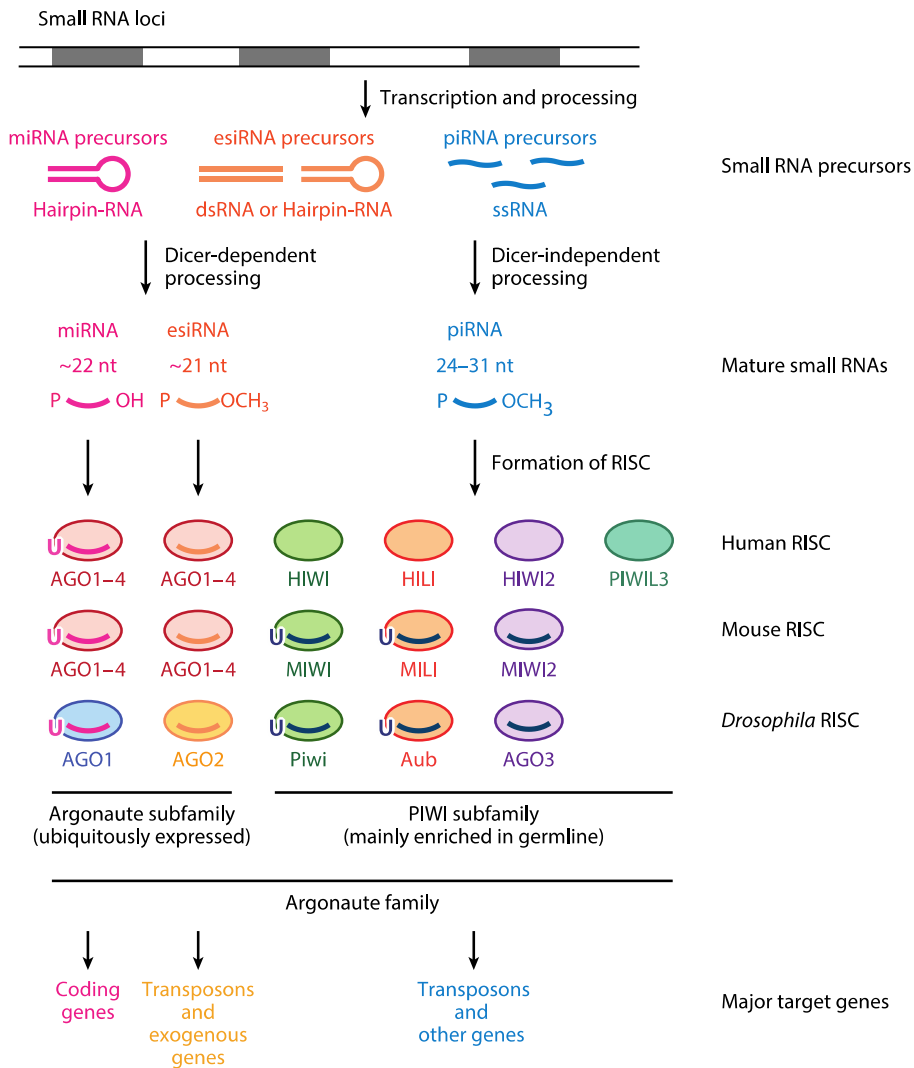 Small RNA loci
Transcription and processing
miRNA precursors
esiRNA precursors
piRNA precursors
Small RNA precursors
Hairpin-RNA
dsRNA or Hairpin-RNA
ssRNA
Dicer-dependent
processing
Dicer-independent
processing
miRNA
esiRNA
piRNA
~22 nt
~21 nt
24–31 nt
Mature small RNAs
P OH
P OCH3
P OCH3
Formation of RISC
U
Human RISC
AGO1–4
AGO1–4
HIWI
HILI
HIWI2
PIWIL3
U
U
U
Mouse RISC
AGO1–4
AGO1–4
MIWI
MILI
MIWI2
U
U
U
Drosophila RISC
AGO1
AGO2
Piwi
Aub
AGO3
Argonaute subfamily
(ubiquitously expressed)
PIWI subfamily
(mainly enriched in germline)
Argonaute family
Coding
genes
Transposons
and
exogenous
genes
Transposons
and
other genes
Major target genes